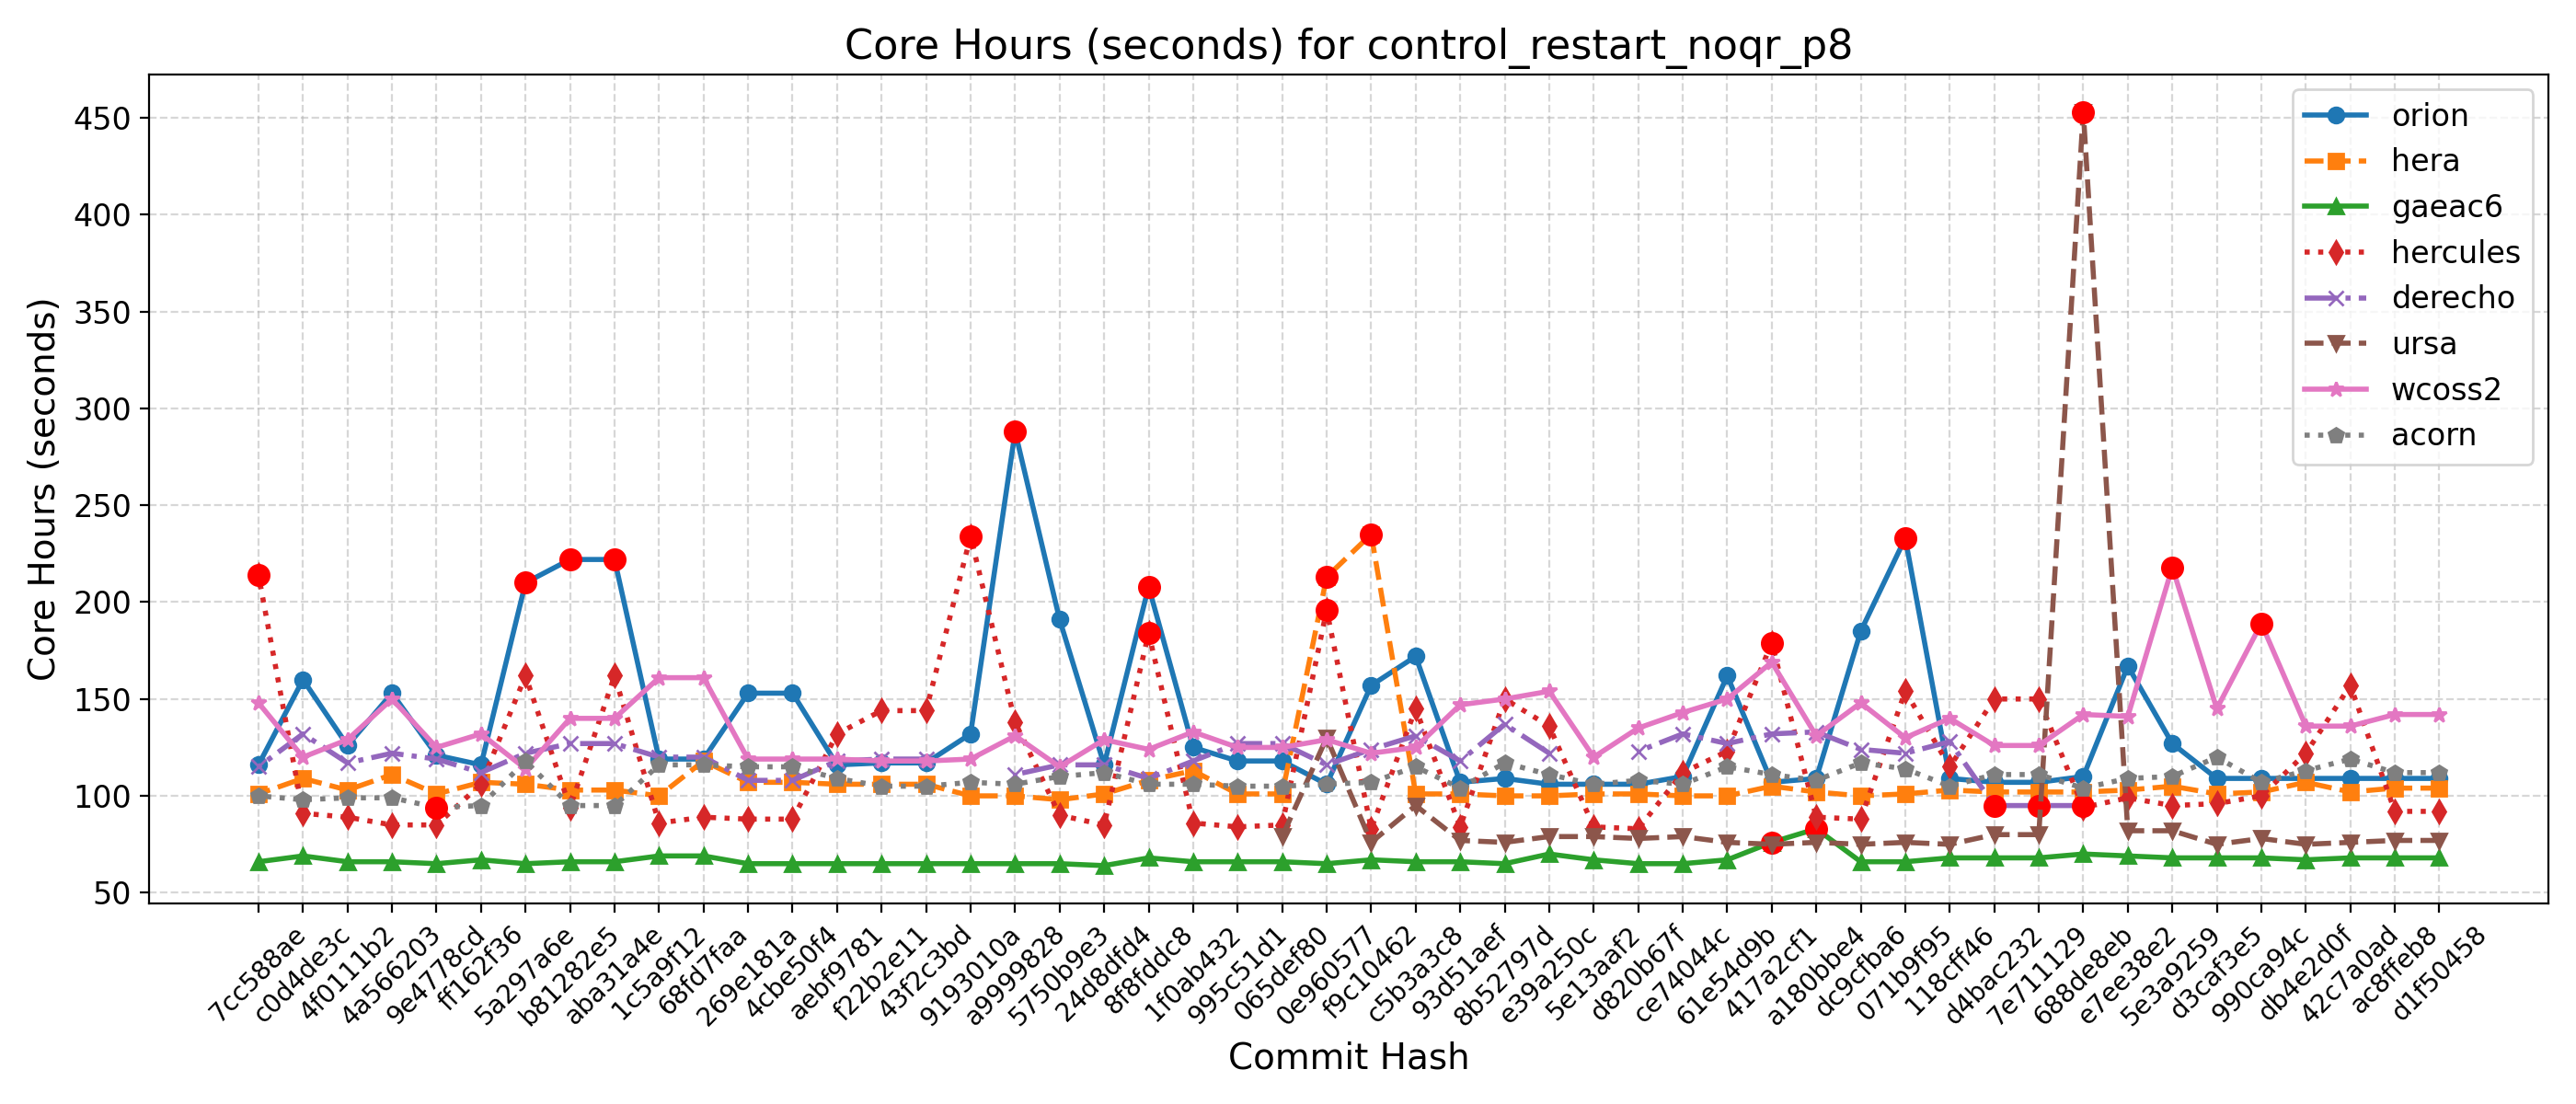 Core Hours (seconds) for control_restart_noqr_p8
Core Hours (seconds)
450
400
350
300
250
200
150
100
50
orion
hera
gaeac6
hercules
derecho
ursa
wcoss2
acorn
7cc588ae
c0d4de3c
4f0111b2
4a566203
9e4778cd
ff162f36
5a297a6e
b81282e5
aba31a4e
1c5a9f12
68fd7faa
269e181a
4cbe50f4
aebf9781
f22b2e11
43f2c3bd
9193010a
a9999828
5750b9e3
24d8dfd4
8f8fddc8
1f0ab432
995c51d1
065def80
0e960577
f9c10462
c5b3a3c8
93d51aef
8b52797d
e39a250c
5e13aaf2
d820b67f
ce74044c
61e54d9b
417a2cf1
a180bbe4
dc9cfba6
071b9f95
118cff46
d4bac232
7e711129
688de8eb
e7ee38e2
5e3a9259
d3caf3e5
990ca94c
db4e2d0f
42c7a0ad
ac8ffeb8
d1f50458
Commit Hash